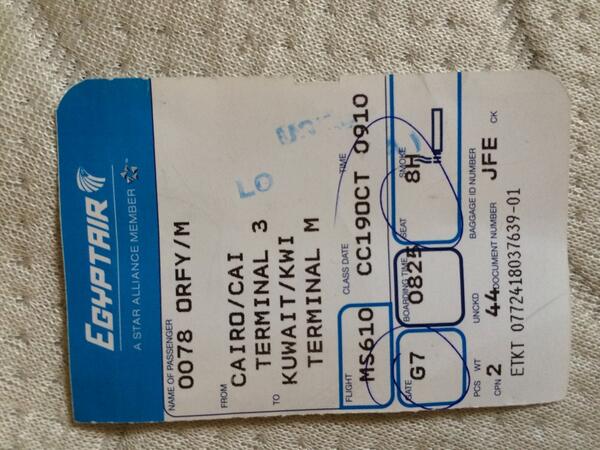 EGYPTAIR
A STAR ALLIANCE MEMBER
NAME OF PASSENGER
0078 ORFY/M
FROM
CAIRO/CAI
TERMINAL 3
TO
KUWAIT/KWI
TERMINAL M
FLIGHT CLASS DATE TIME
MS610 CC19OCT 0910
GATE BOARDING TIME SEAT SMOKE
G7 0825 8H
PCS WT UNCKD BAGGAGE ID NUMBER
CPN 2 44 DOCUMENT NUMBER JFE CK
ETKT 0772418037639-01